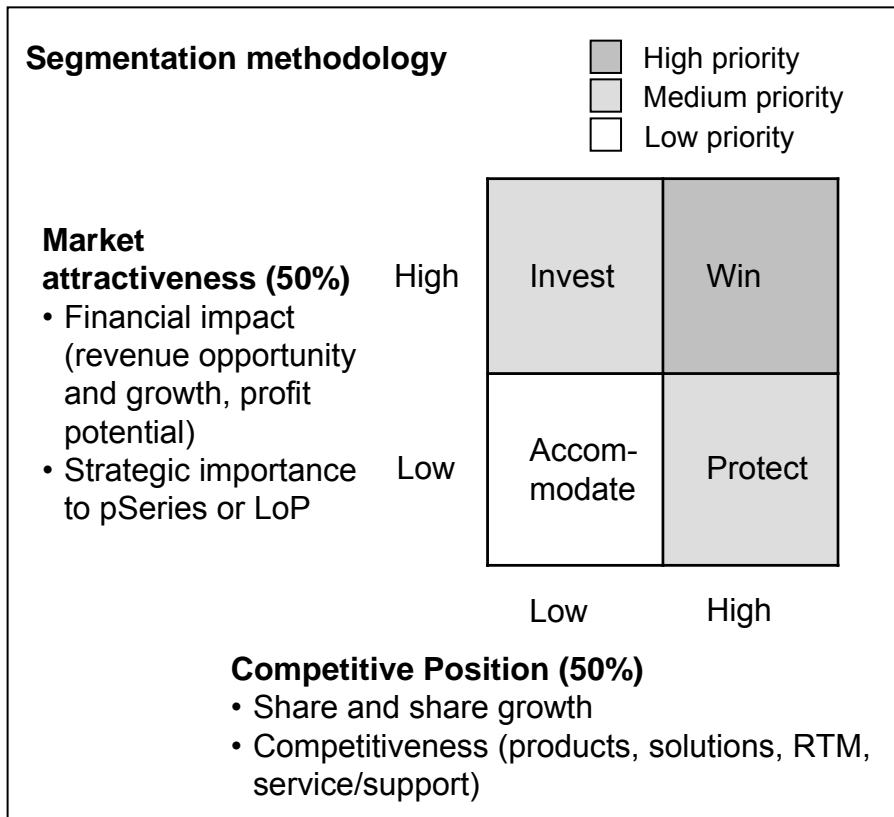 Segmentation methodology
High priority
Medium priority
Low priority
Market
attractiveness (50%)
• Financial impact
(revenue opportunity
and growth, profit
potential)
• Strategic importance
to pSeries or LoP
High
Invest
Win
Low
Accom-
modate
Protect
Low
High
Competitive Position (50%)
• Share and share growth
• Competitiveness (products, solutions, RTM,
service/support)